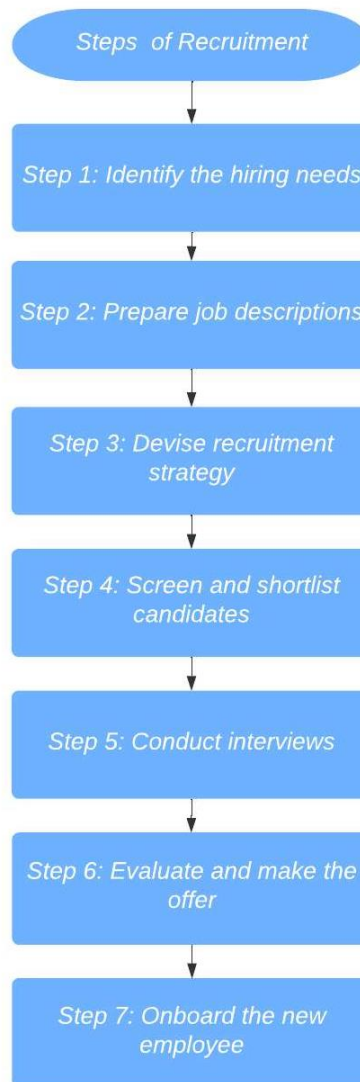 Steps of Recruitment
Step 1: Identify the hiring needs
Step 2: Prepare job descriptions
Step 3: Devise recruitment
strategy
Step 4: Screen and shortlist
candidates
Step 5: Conduct interviews
Step 6: Evaluate and make the
offer
Step 7: Onboard the new
employee